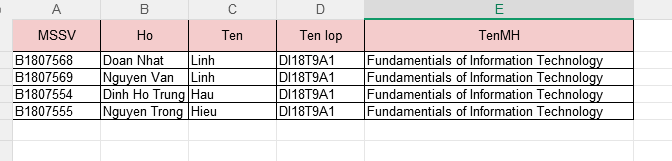 A B C D E
MSSV Ho Ten Ten lop TenMH
B1807568 Doan Nhat Linh DI18T9A1 Fundamentials of Information Technology
B1807569 Nguyen Van Linh DI18T9A1 Fundamentials of Information Technology
B1807554 Dinh Ho Trung Hau DI18T9A1 Fundamentials of Information Technology
B1807555 Nguyen Trong Hieu DI18T9A1 Fundamentials of Information Technology